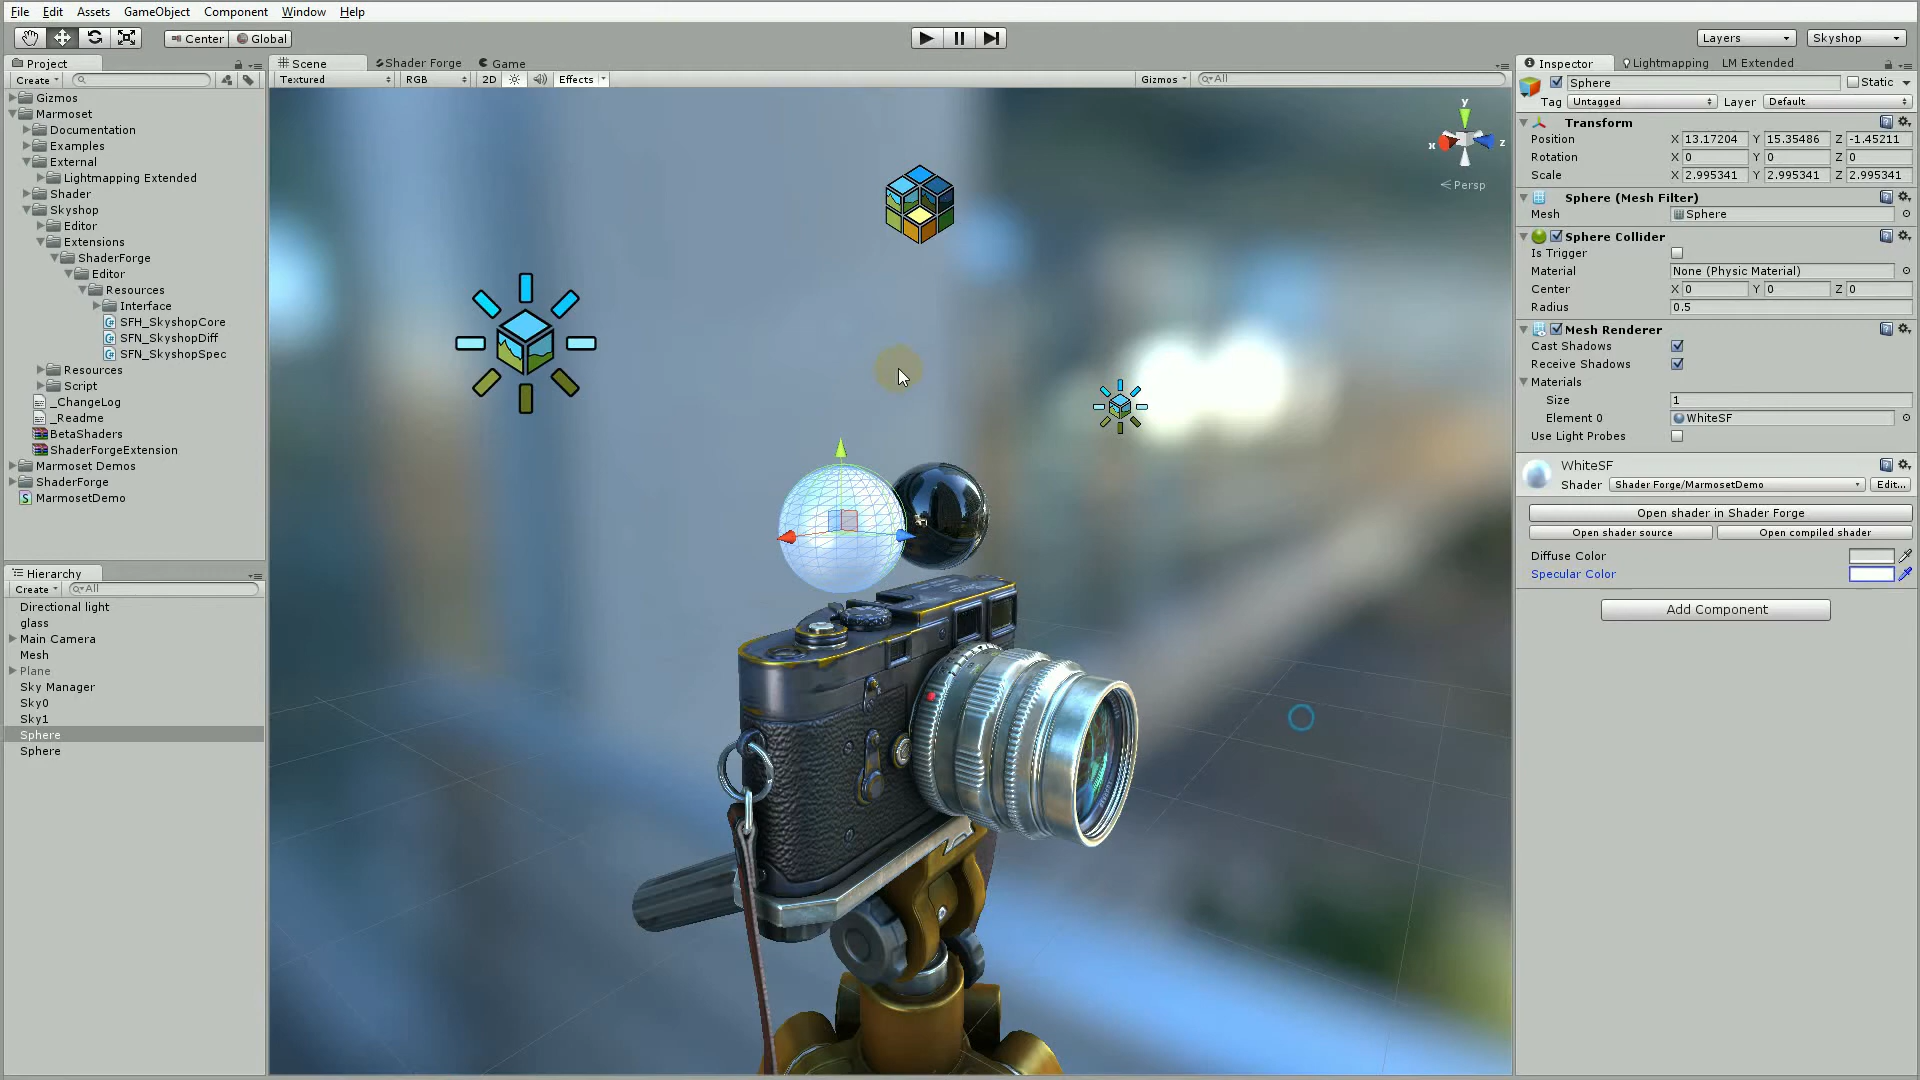 File Edit Assets GameObject Component Window Help
Center Global
Layers Skyshop
Project
Create
Gizmos
Marmoset
Documentation
Examples
External
Lightmapping Extended
Shader
Skyshop
Editor
Extensions
ShaderForge
Editor
Resources
Interface
SFH_SkyshopCore
SFN_SkyshopDiff
SFN_SkyshopSpec
Resources
Script
_ChangeLog
_Readme
BetaShaders
ShaderForgeExtension
Marmoset Demos
ShaderForge
MarmosetDemo
Hierarchy
Create All
Directional light
glass
Main Camera
Mesh
Plane
Sky Manager
Sky0
Sky1
Sphere
Sphere
Scene Shader Forge Game
Textured RGB 2D Effects Gizmos All
y
x z
Persp
Inspector Lightmapping LM Extended
Sphere Static
Tag Untagged Layer Default
Transform
Position X 13.17204 Y 15.35486 Z -1.45211
Rotation X 0 Y 0 Z 0
Scale X 2.995341 Y 2.995341 Z 2.995341
Sphere (Mesh Filter)
Mesh Sphere
Sphere Collider
Is Trigger
Material None (Physic Material)
Center X 0 Y 0 Z 0
Radius 0.5
Mesh Renderer
Cast Shadows
Receive Shadows
Materials
Size 1
Element 0 WhiteSF
Use Light Probes
WhiteSF
Shader Shader Forge/MarmosetDemo Edit...
Open shader in Shader Forge
Open shader source Open compiled shader
Diffuse Color
Specular Color
Add Component